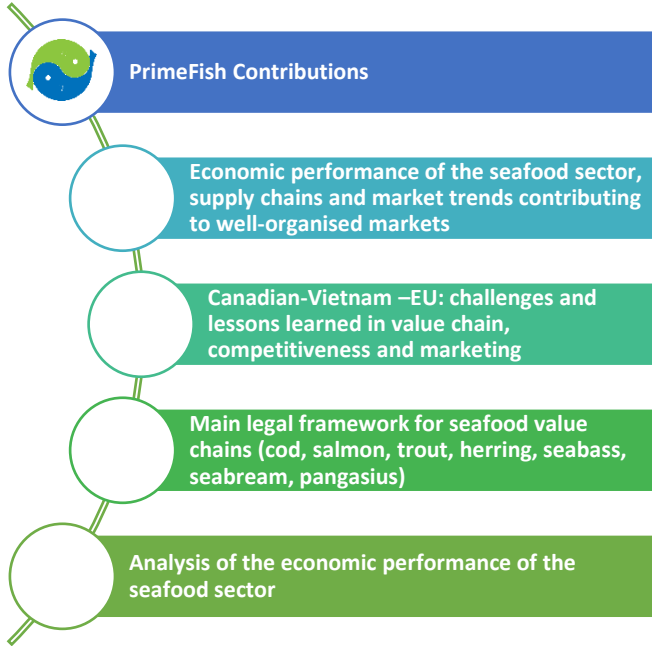 PrimeFish Contributions
Economic performance of the seafood sector,
supply chains and market trends contributing
to well-organised markets
Canadian-Vietnam –EU: challenges and
lessons learned in value chain,
competitiveness and marketing
Main legal framework for seafood value
chains (cod, salmon, trout, herring, seabass,
seabream, pangasius)
Analysis of the economic performance of the
seafood sector